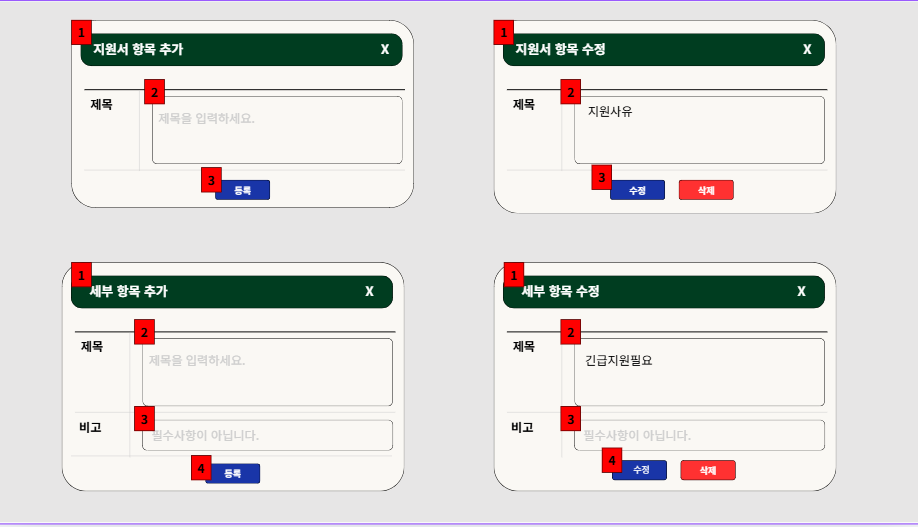 1
지원서 항목 추가 X
2
제목
제목을 입력하세요.
3
등록
1
지원서 항목 수정 X
2
제목
지원사유
3
수정 삭제
1
세부 항목 추가 X
2
제목
제목을 입력하세요.
3
비고
필수사항이 아닙니다.
4
등록
1
세부 항목 수정 X
2
제목
긴급지원필요
3
비고
필수사항이 아닙니다.
4
수정 삭제